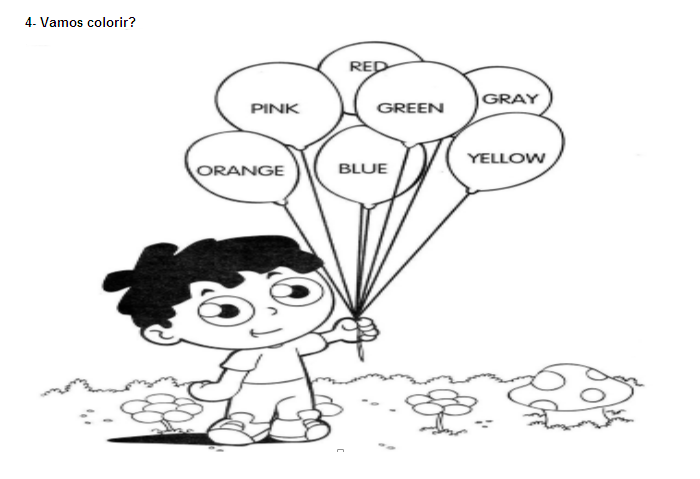 4- Vamos colorir?
RED
PINK
GREEN
GRAY
ORANGE
BLUE
YELLOW